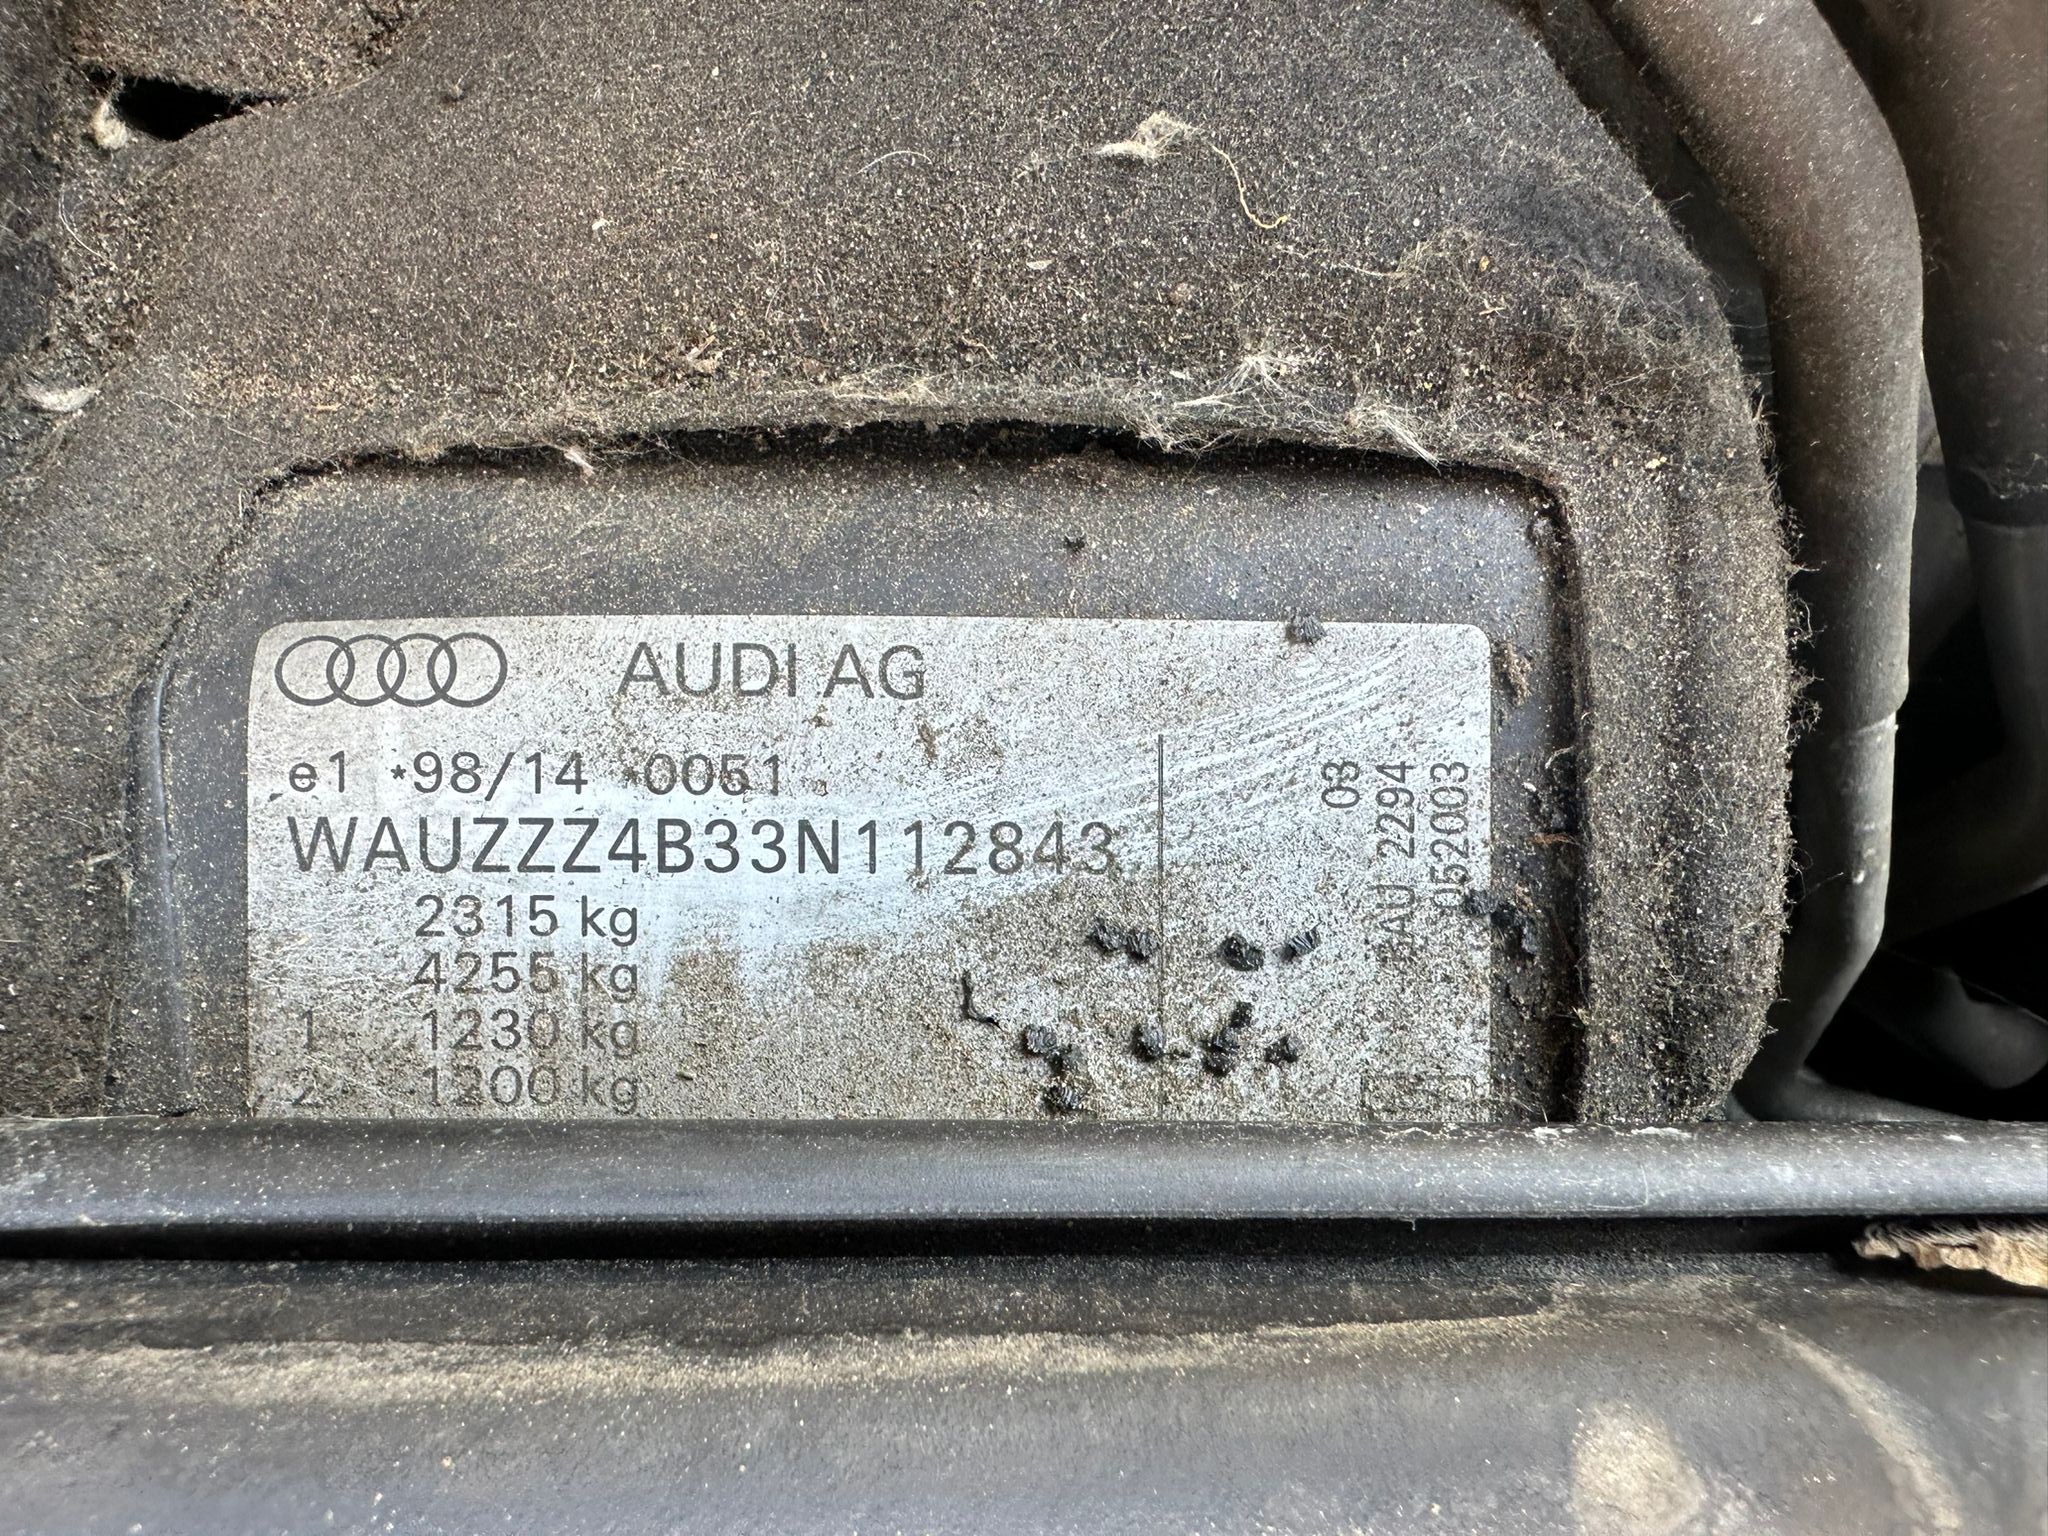 AUDI AG
e1 *98/14 *0051
WAUZZZ4B33N112843
2315 kg
4255 kg
1 1230 kg
2 1200 kg
03
AU 2294
052003